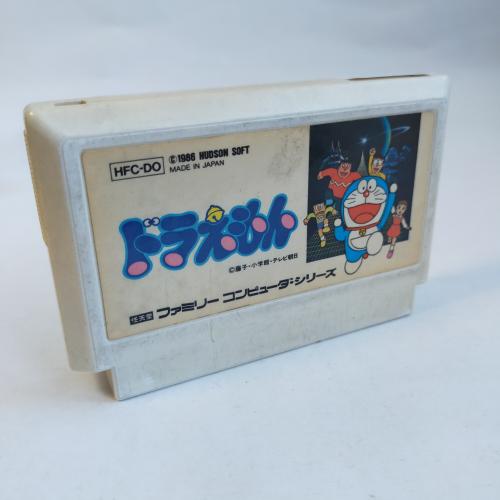 HFC-DO
©1986 HUDSON SOFT
MADE IN JAPAN
ドラえもん
©藤子・小学館・テレビ朝日
任天堂 ファミリー コンピュータ・シリーズ